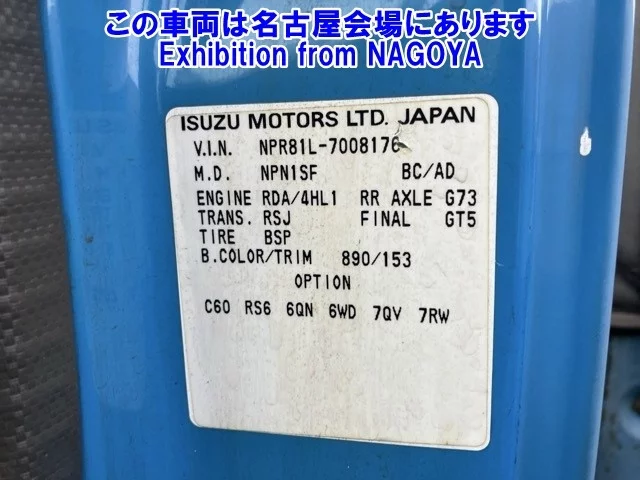 この車両は名古屋会場にあります
Exhibition from NAGOYA
ISUZU MOTORS LTD. JAPAN
V.I.N. NPR81L-7008176
M.D. NPN1SF BC/AD
ENGINE RDA/4HL1 RR AXLE G73
TRANS. RSJ FINAL GT5
TIRE BSP
B.COLOR/TRIM 890/153
OPTION
C60 RS6 6QN 6WD 7QV 7RW